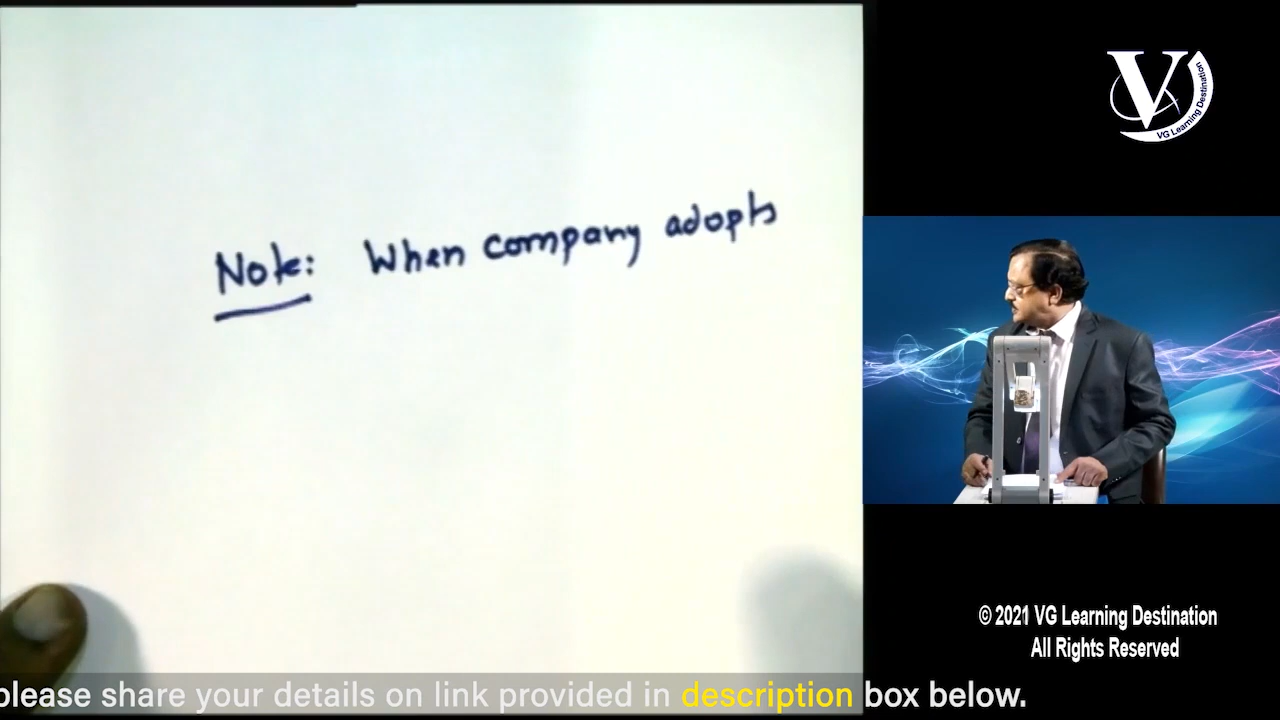 V
VG Learning Destination
Note: When company adopts
© 2021 VG Learning Destination
All Rights Reserved
please share your details on link provided in description box below.